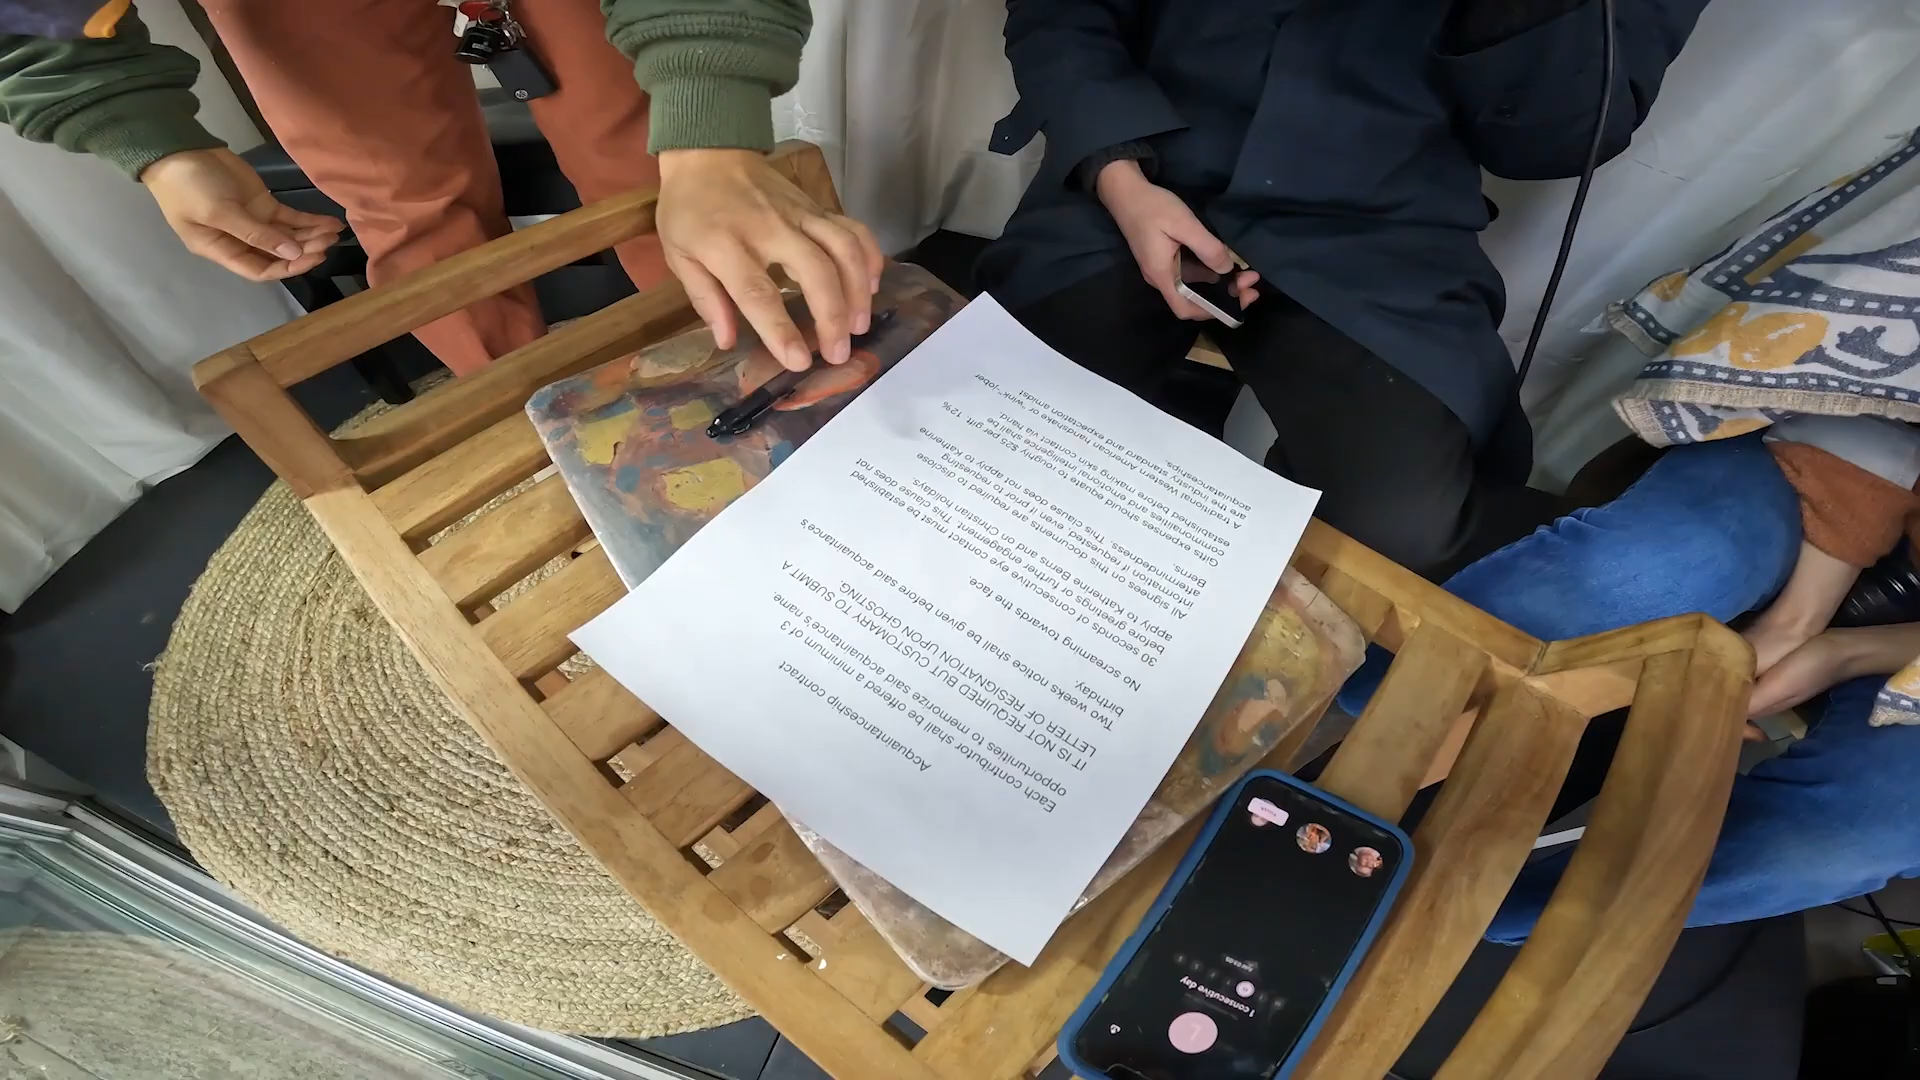 Acquaintanceship contract
Each contributor shall be offered a minimum of 3
opportunities to memorize said acquaintance's name.
IT IS NOT REQUIRED BUT CUSTOMARY TO SUBMIT A
LETTER OF RESIGNATION UPON GHOSTING.
Two weeks notice shall be given before said acquaintance's
birthday.
No screaming towards the face.
30 seconds of consecutive eye contact must be established
before greetings or further engagement. This clause does not
apply to Katherine Berns and on Christian holidays.
All signees on this documents are required to disclose
information if requested, even if prior to requesting
This clause does not apply to Katherine
Berns.
Gifts expenses should equate to roughly $25 per gift. 12%
commonalities and emotional intelligence shall be
established before making skin contact via hand.
A traditional Western American handshake or "wink"
are the industry standard and expectation amidst
acquaintanceships.
1 consecutive day